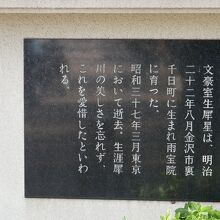 文豪室生犀星は、明治
二十二年八月金沢市裏
千日町に生まれ雨宝院
に育つた。
昭和三十七年三月東京
において逝去、生涯犀
川の美しさを忘れず、
これを愛惜したといわ
れる。